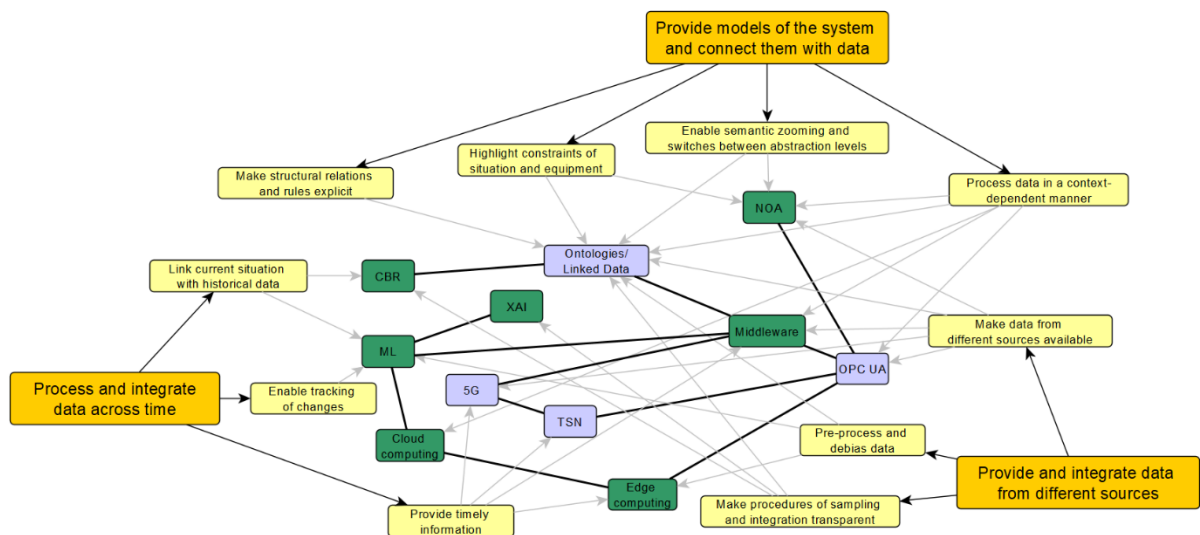 Provide models of the system
and connect them with data
Enable semantic zooming and
switches between abstraction levels
Highlight constraints of
situation and equipment
Make structural relations
and rules explicit
Process data in a context-
dependent manner
NOA
Ontologies/
Linked Data
Link current situation
with historical data
CBR
XAI
Middleware
Make data from
different sources available
ML
OPC UA
Process and integrate
data across time
Enable tracking
of changes
5G
TSN
Cloud
computing
Pre-process and
debias data
Provide and integrate data
from different sources
Edge
computing
Make procedures of sampling
and integration transparent
Provide timely
information